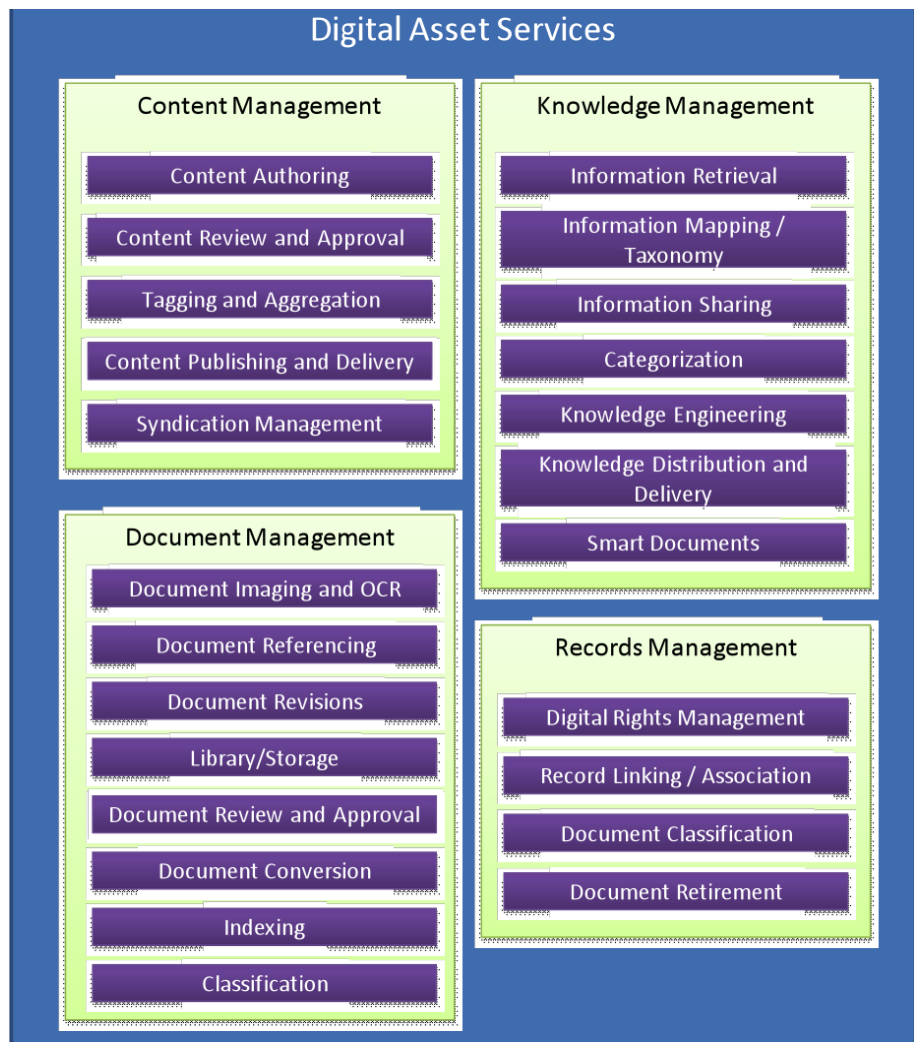 Digital Asset Services
Content Management
Content Authoring
Content Review and Approval
Tagging and Aggregation
Content Publishing and Delivery
Syndication Management
Knowledge Management
Information Retrieval
Information Mapping /
Taxonomy
Information Sharing
Categorization
Knowledge Engineering
Knowledge Distribution and
Delivery
Smart Documents
Document Management
Document Imaging and OCR
Document Referencing
Document Revisions
Library/Storage
Document Review and Approval
Document Conversion
Indexing
Classification
Records Management
Digital Rights Management
Record Linking / Association
Document Classification
Document Retirement